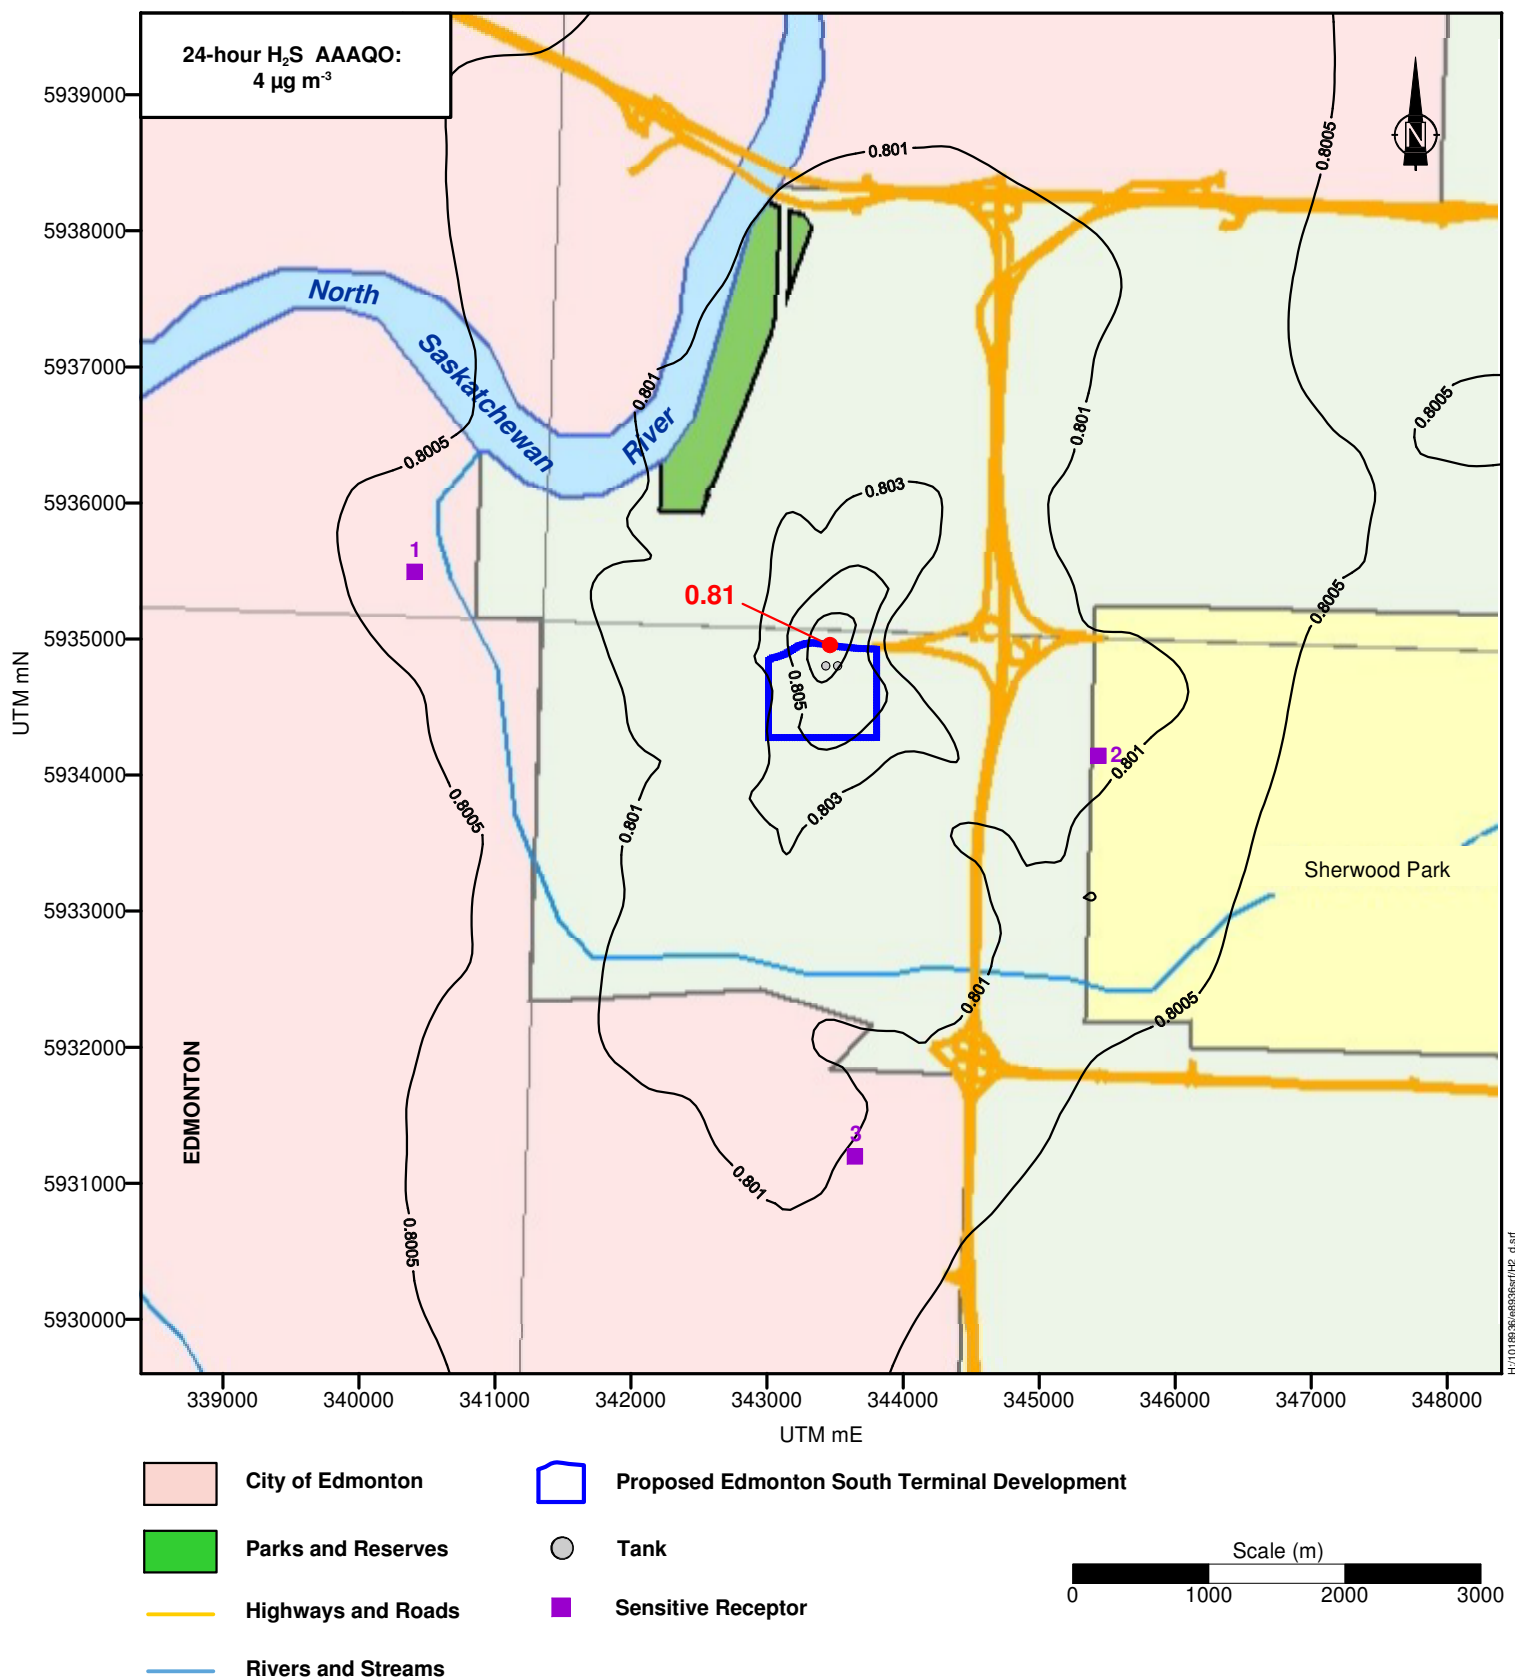 24-hour H₂S AAAQO:
4 µg m⁻³
N
5939000
5938000
5937000
5936000
5935000
5934000
5933000
5932000
5931000
5930000
UTM mN
0.801
0.8005
North
Saskatchewan
River
0.801
0.8005
0.801
0.8005
0.803
1
0.81
0.8005
0.805
2
0.801
0.8005
0.801
0.803
Sherwood Park
0.801
0.8005
EDMONTON
3
0.801
0.8005
339000
340000
341000
342000
343000
344000
345000
346000
347000
348000
UTM mE
City of Edmonton
Proposed Edmonton South Terminal Development
Parks and Reserves
Tank
Scale (m)
0
1000
2000
3000
Highways and Roads
Sensitive Receptor
Rivers and Streams